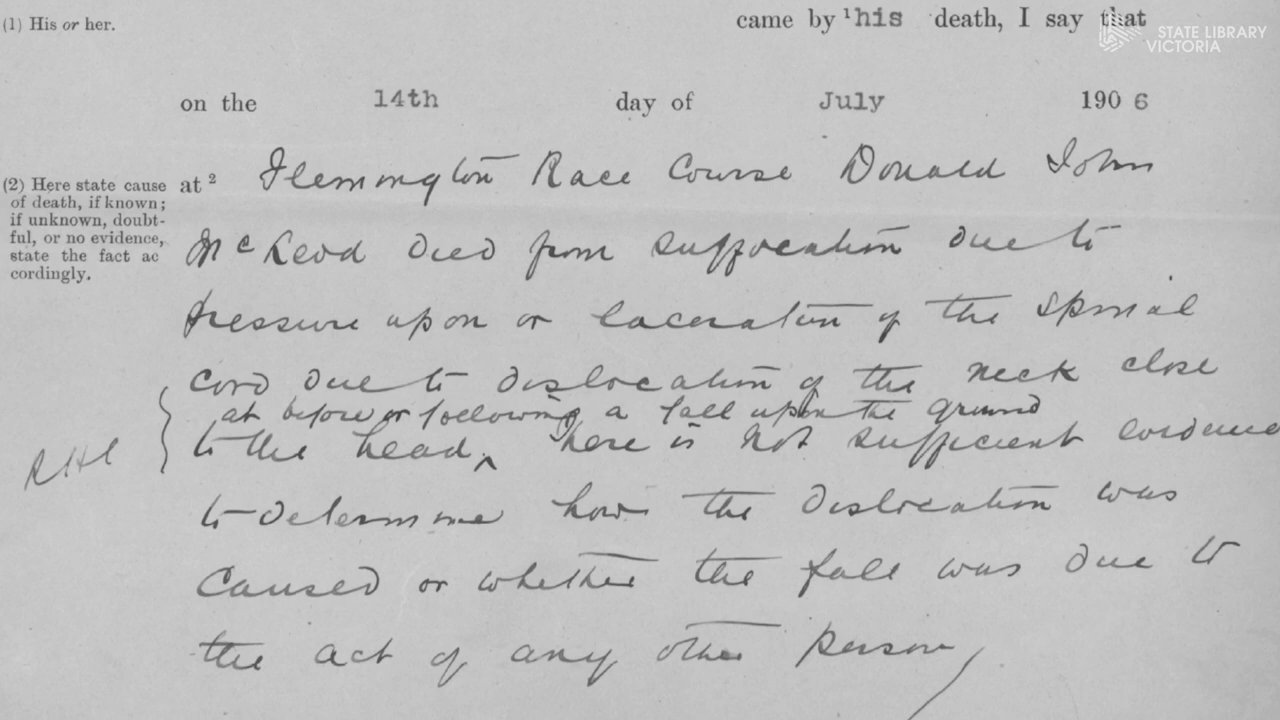 (1) His or her.
came by ¹his death, I say that
STATE LIBRARY
VICTORIA
on the 14th day of July 1906
(2) Here state cause
of death, if known;
if unknown, doubt-
ful, or no evidence,
state the fact ac
cordingly.
at ² Flemington Race Course Donald John
McLeod died from suffocation due to
pressure upon or laceration of the spinal
cord due to dislocation of the neck close
at before or following a fall upon the ground
to the head, ‸ There is not sufficient evidence
to determine how the dislocation was
caused or whether the fall was due to
the act of any other person